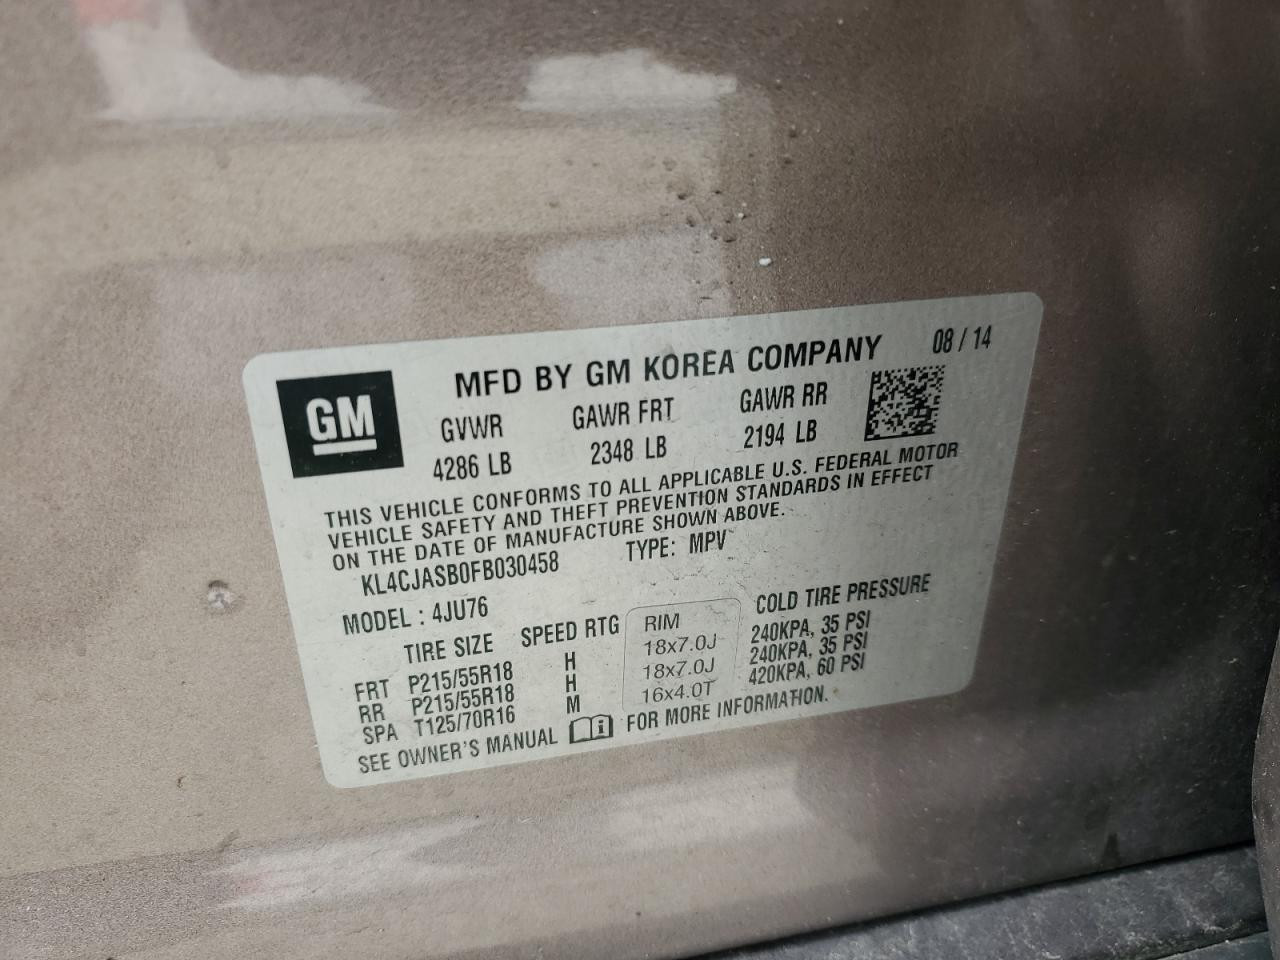 MFD BY GM KOREA COMPANY 08 / 14
GM
GVWR GAWR FRT GAWR RR
4286 LB 2348 LB 2194 LB
THIS VEHICLE CONFORMS TO ALL APPLICABLE U.S. FEDERAL MOTOR
VEHICLE SAFETY AND THEFT PREVENTION STANDARDS IN EFFECT
ON THE DATE OF MANUFACTURE SHOWN ABOVE.
KL4CJASB0FB030458 TYPE: MPV
MODEL : 4JU76
TIRE SIZE SPEED RTG RIM COLD TIRE PRESSURE
FRT P215/55R18 H 18x7.0J 240KPA, 35 PSI
RR P215/55R18 H 18x7.0J 240KPA, 35 PSI
SPA T125/70R16 M 16x4.0T 420KPA, 60 PSI
SEE OWNER'S MANUAL FOR MORE INFORMATION.